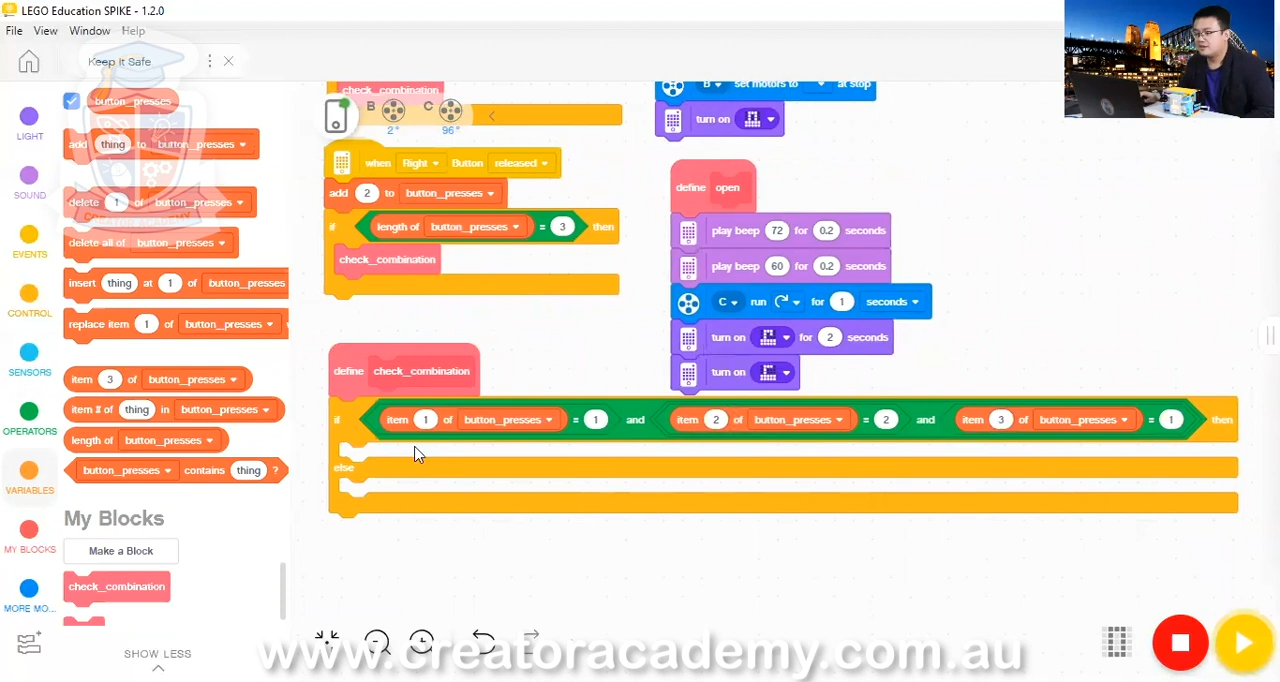 LEGO Education SPIKE - 1.2.0
File View Window Help
Keep It Safe
LIGHT
SOUND
EVENTS
CONTROL
SENSORS
OPERATORS
VARIABLES
MY BLOCKS
MORE MO...
button_presses
add thing to button_presses
delete 1 of button_presses
delete all of button_presses
insert thing at 1 of button_presses
replace item 1 of button_presses
item 3 of button_presses
item # of thing in button_presses
length of button_presses
button_presses contains thing ?
My Blocks
Make a Block
check_combination
SHOW LESS
CREATOR ACADEMY
check_combination
B C
2° 96°
when Right Button released
add 2 to button_presses
if length of button_presses = 3 then
check_combination
B set motors to at stop
turn on
define open
play beep 72 for 0.2 seconds
play beep 60 for 0.2 seconds
C run for 1 seconds
turn on for 2 seconds
turn on
define check_combination
if item 1 of button_presses = 1 and item 2 of button_presses = 2 and item 3 of button_presses = 1 then
else
www.creatoracademy.com.au